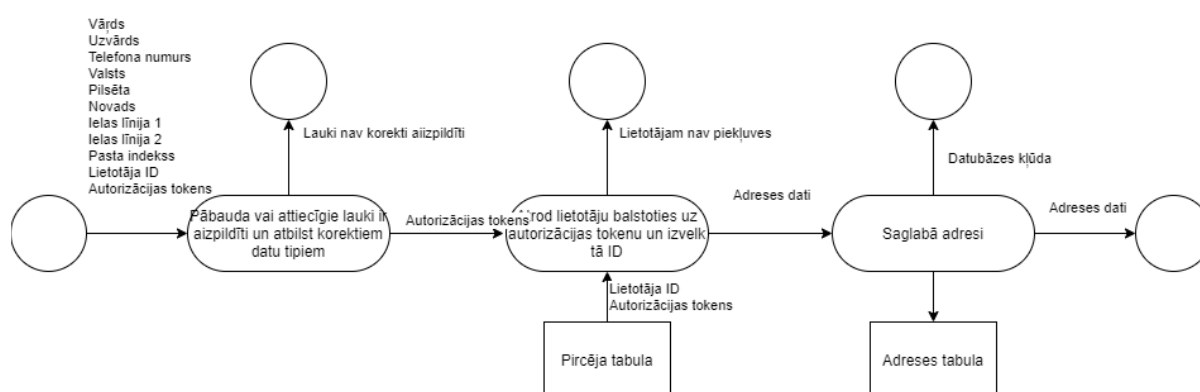 Vārds
Uzvārds
Telefona numurs
Valsts
Pilsēta
Novads
Ielas līnija 1
Ielas līnija 2
Pasta indekss
Lietotāja ID
Autorizācijas tokens
Lauki nav korekti aiizpildīti
Lietotājam nav piekļuves
Datubāzes kļūda
Pābauda vai attiecīgie lauki ir
aizpildīti un atbilst korektiem
datu tipiem
Autorizācijas tokens
lietotāju balstoties uz
autorizācijas tokenu un izvelk
tā ID
Adreses dati
Saglabā adresi
Adreses dati
Lietotāja ID
Autorizācijas tokens
Pircēja tabula
Adreses tabula